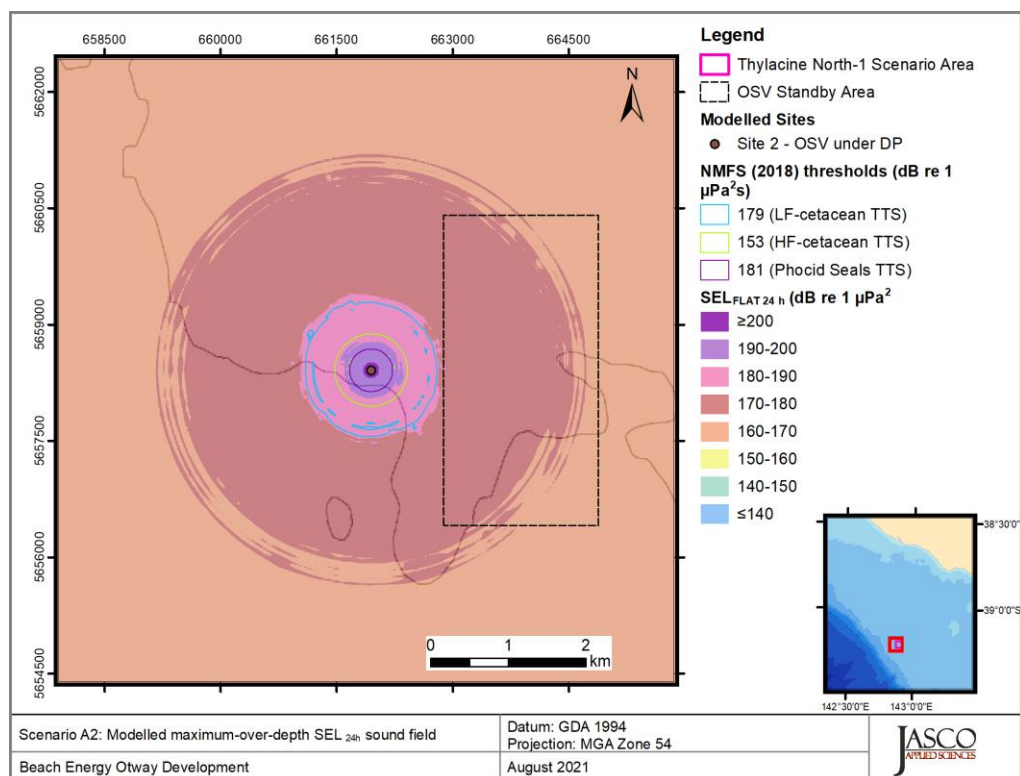 658500 660000 661500 663000 664500
5662000
5660500
5659000
5657500
5656000
5654500
N
0 1 2
km
Legend
Thylacine North-1 Scenario Area
OSV Standby Area
Modelled Sites
Site 2 - OSV under DP
NMFS (2018) thresholds (dB re 1
µPa²s)
179 (LF-cetacean TTS)
153 (HF-cetacean TTS)
181 (Phocid Seals TTS)
SEL FLAT 24 h (dB re 1 µPa²
≥200
190-200
180-190
170-180
160-170
150-160
140-150
≤140
38°30'
39°0'0"S
142°30'0"E 143°0'0"E
Scenario A2: Modelled maximum-over-depth SEL 24h sound field
Beach Energy Otway Development
Datum: GDA 1994
Projection: MGA Zone 54
August 2021
JASCO
APPLIED SCIENCES